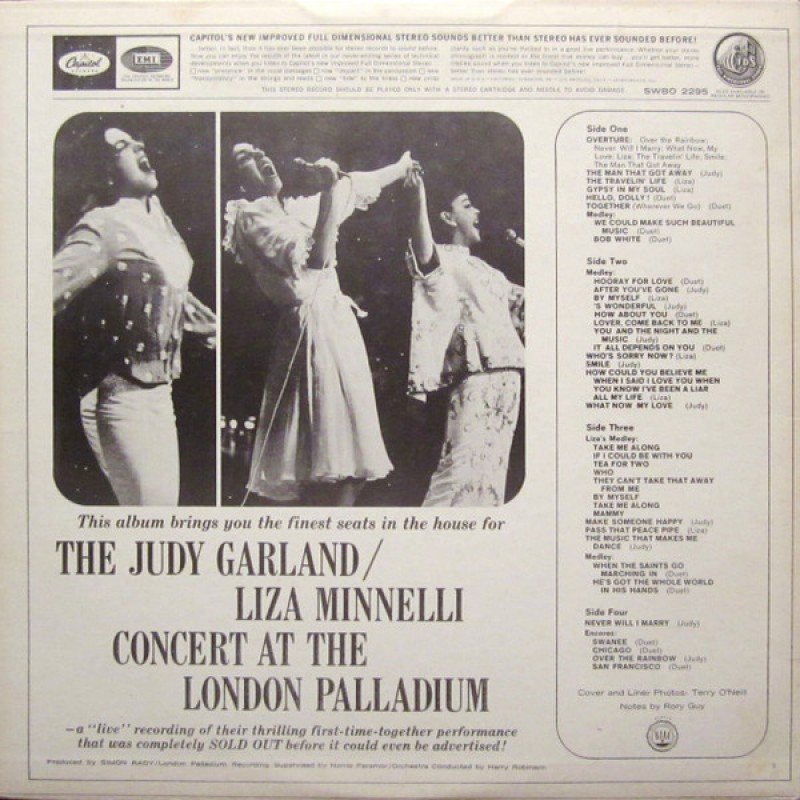 CAPITOL'S NEW IMPROVED FULL DIMENSIONAL STEREO SOUNDS BETTER THAN STEREO HAS EVER SOUNDED BEFORE!
Capitol
EMI
THIS STEREO RECORD SHOULD BE PLAYED ONLY WITH A STEREO CARTRIDGE AND NEEDLE TO AVOID DAMAGE.
SWBO 2295
Side One
OVERTURE: Over the Rainbow;
Never Will I Marry; What Now, My
Love; Liza; The Travelin' Life; Smile;
The Man That Got Away
THE MAN THAT GOT AWAY (Judy)
THE TRAVELIN' LIFE (Liza)
GYPSY IN MY SOUL (Liza)
HELLO, DOLLY! (Duet)
TOGETHER (Wherever We Go) (Duet)
Medley:
WE COULD MAKE SUCH BEAUTIFUL
MUSIC (Duet)
BOB WHITE (Duet)
Side Two
Medley:
HOORAY FOR LOVE (Duet)
AFTER YOU'VE GONE (Judy)
BY MYSELF (Liza)
'S WONDERFUL (Judy)
HOW ABOUT YOU (Duet)
LOVER, COME BACK TO ME (Liza)
YOU AND THE NIGHT AND THE
MUSIC (Judy)
IT ALL DEPENDS ON YOU (Duet)
WHO'S SORRY NOW? (Liza)
SMILE (Judy)
HOW COULD YOU BELIEVE ME
WHEN I SAID I LOVE YOU WHEN
YOU KNOW I'VE BEEN A LIAR
ALL MY LIFE (Liza)
WHAT NOW MY LOVE (Judy)
Side Three
Liza's Medley:
TAKE ME ALONG
IF I COULD BE WITH YOU
TEA FOR TWO
WHO
THEY CAN'T TAKE THAT AWAY
FROM ME
BY MYSELF
TAKE ME ALONG
MAMMY
MAKE SOMEONE HAPPY (Judy)
PASS THAT PEACE PIPE (Liza)
THE MUSIC THAT MAKES ME
DANCE (Judy)
Medley:
WHEN THE SAINTS GO
MARCHING IN (Duet)
HE'S GOT THE WHOLE WORLD
IN HIS HANDS (Duet)
Side Four
NEVER WILL I MARRY (Judy)
Encores:
SWANEE (Duet)
CHICAGO (Duet)
OVER THE RAINBOW (Judy)
SAN FRANCISCO (Duet)
Cover and Liner Photos- Terry O'Neill
Notes by Rory Guy
This album brings you the finest seats in the house for
THE JUDY GARLAND/
LIZA MINNELLI
CONCERT AT THE
LONDON PALLADIUM
—a "live" recording of their thrilling first-time-together performance
that was completely SOLD OUT before it could even be advertised!
Produced by SIMON RADY/London Palladium Recording Supervised by Norrie Paramor/Orchestra Conducted by Harry Robinson